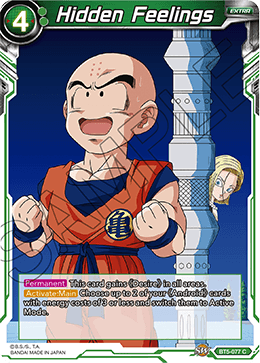 4
Hidden Feelings
EXTRA
Permanent This card gains 《Desire》 in all areas.
Activate:Main Choose up to 2 of your 《Android》 cards
with energy costs of 3 or less and switch them to Active
Mode.
©B.S./S., T.A.
©BANDAI MADE IN JAPAN
BT5-077 C